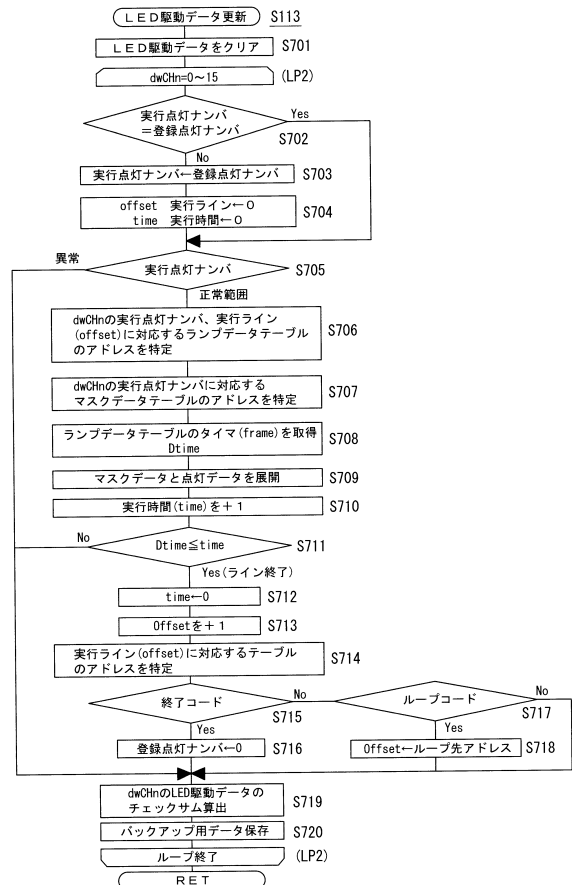 ＬＥＤ駆動データ更新 S113
ＬＥＤ駆動データをクリア S701
dwCHn=0～15 (LP2)
実行点灯ナンバ
＝登録点灯ナンバ
Yes
S702
No
実行点灯ナンバ←登録点灯ナンバ S703
offset 実行ライン←0
time 実行時間←0
S704
異常
実行点灯ナンバ S705
正常範囲
dwCHnの実行点灯ナンバ、実行ライン
(offset)に対応するランプデータテーブル
のアドレスを特定
S706
dwCHnの実行点灯ナンバに対応する
マスクデータテーブルのアドレスを特定
S707
ランプデータテーブルのタイマ(frame)を取得
Dtime
S708
マスクデータと点灯データを展開 S709
実行時間(time)を＋１ S710
No
Dtime≦time S711
Yes(ライン終了)
time←0 S712
Offsetを＋１ S713
実行ライン(offset)に対応するテーブル
のアドレスを特定
S714
終了コード
No
S715
Yes
ループコード
No
S717
Yes
登録点灯ナンバ←0 S716
Offset←ループ先アドレス S718
dwCHnのLED駆動データの
チェックサム算出
S719
バックアップ用データ保存 S720
ループ終了 (LP2)
ＲＥＴ